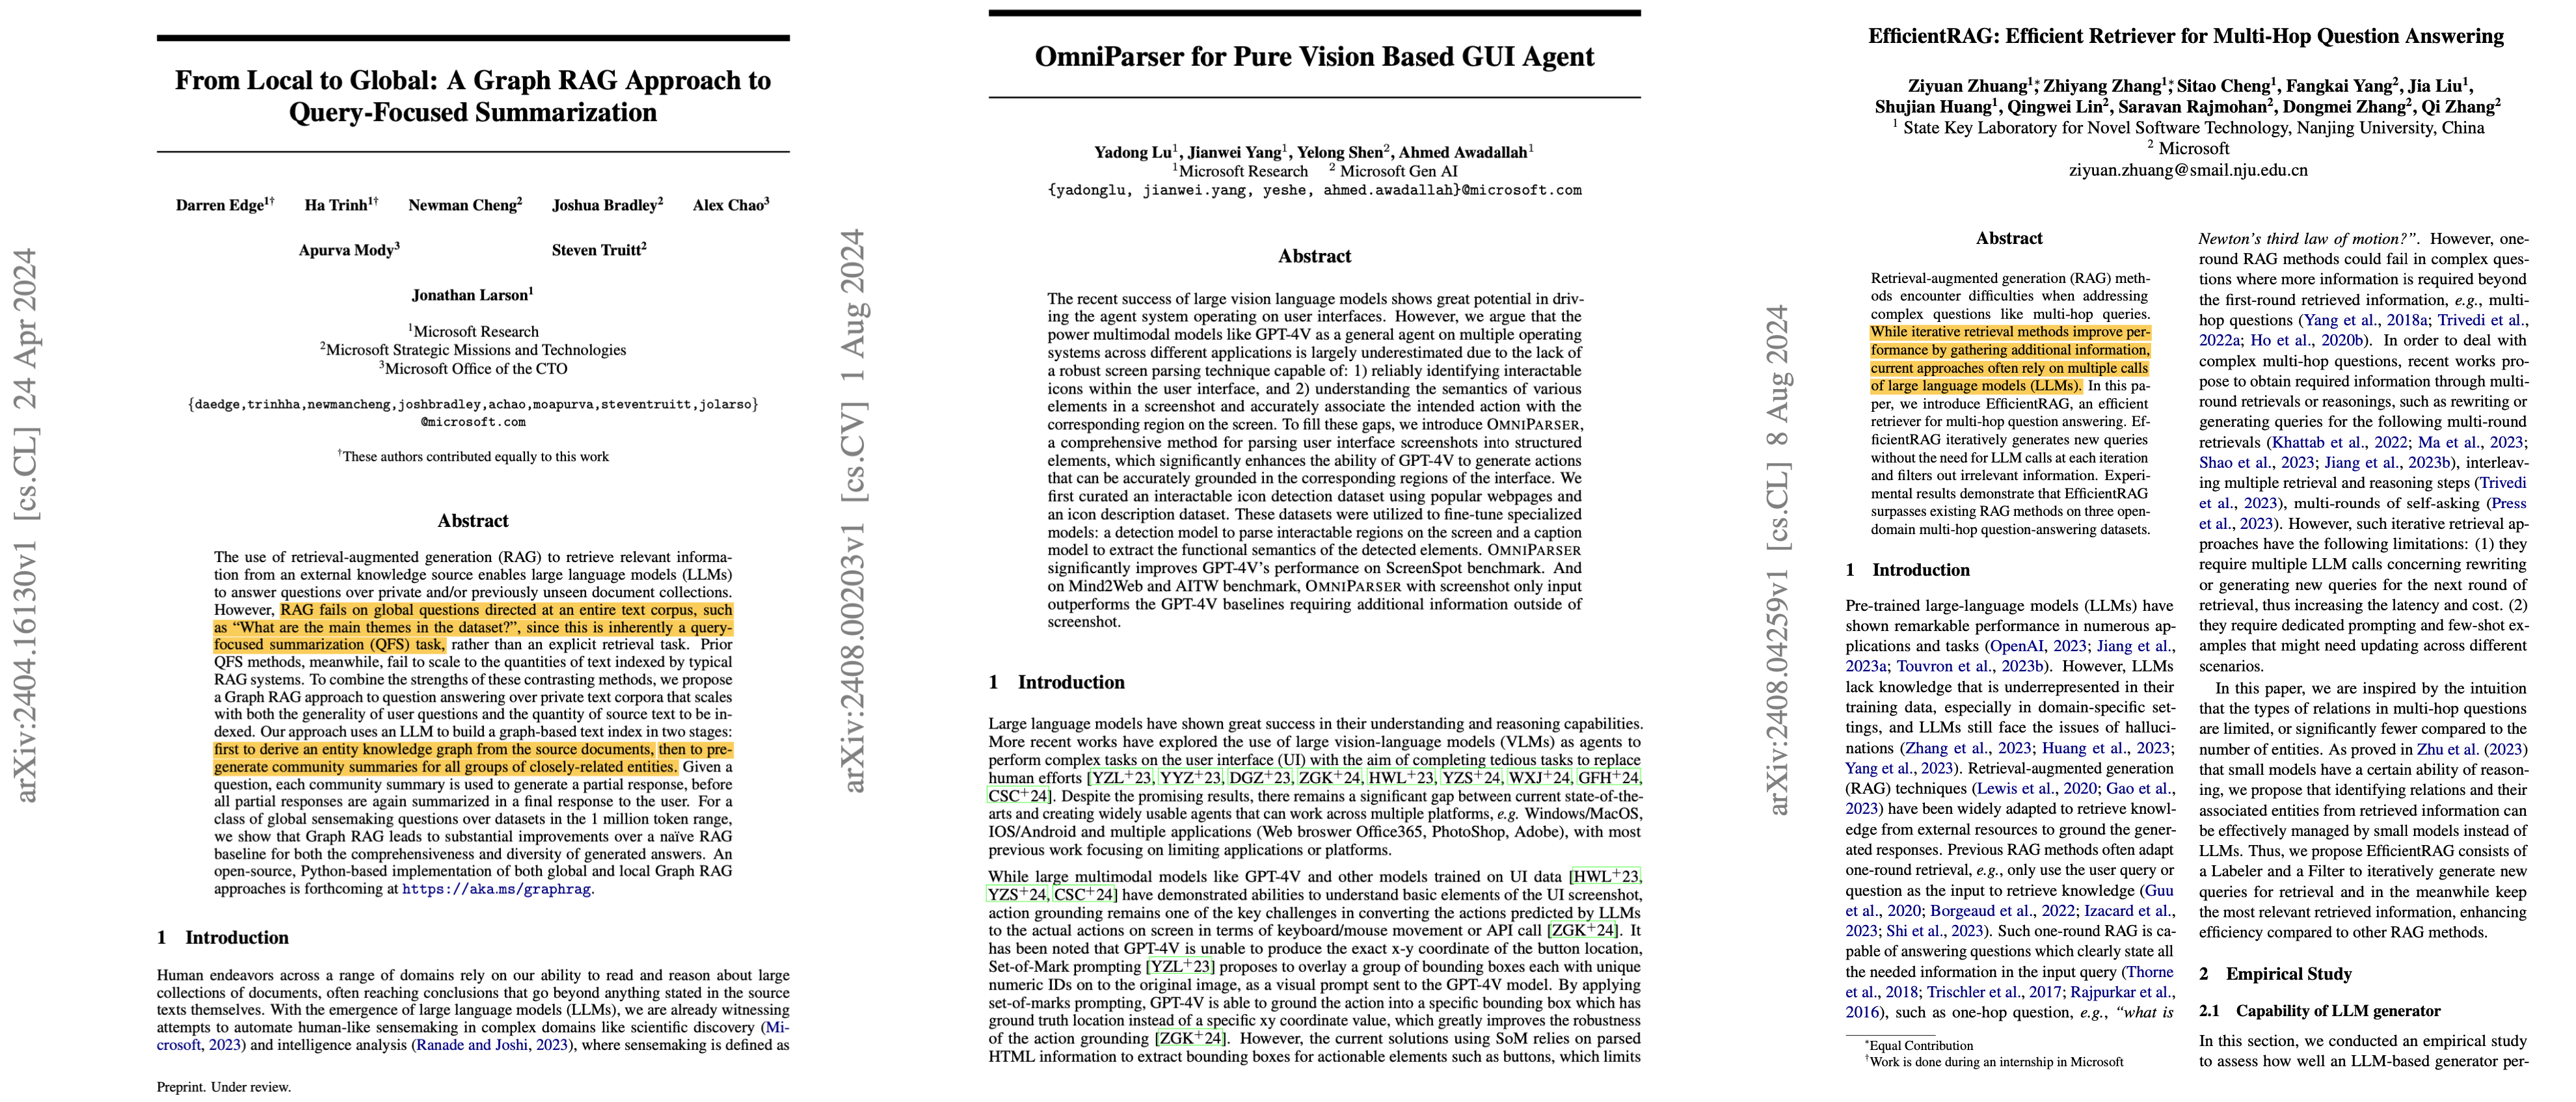 arXiv:2404.16130v1 [cs.CL] 24 Apr 2024
From Local to Global: A Graph RAG Approach to
Query-Focused Summarization
Darren Edge1† Ha Trinh1† Newman Cheng2 Joshua Bradley2 Alex Chao3
Apurva Mody3 Steven Truitt2
Jonathan Larson1
1Microsoft Research
2Microsoft Strategic Missions and Technologies
3Microsoft Office of the CTO
{daedge,trinhha,newmancheng,joshbradley,achao,moapurva,steventruitt,jolarso}
@microsoft.com
†These authors contributed equally to this work
Abstract
The use of retrieval-augmented generation (RAG) to retrieve relevant informa-
tion from an external knowledge source enables large language models (LLMs)
to answer questions over private and/or previously unseen document collections.
However, RAG fails on global questions directed at an entire text corpus, such
as “What are the main themes in the dataset?”, since this is inherently a query-
focused summarization (QFS) task, rather than an explicit retrieval task. Prior
QFS methods, meanwhile, fail to scale to the quantities of text indexed by typical
RAG systems. To combine the strengths of these contrasting methods, we propose
a Graph RAG approach to question answering over private text corpora that scales
with both the generality of user questions and the quantity of source text to be in-
dexed. Our approach uses an LLM to build a graph-based text index in two stages:
first to derive an entity knowledge graph from the source documents, then to pre-
generate community summaries for all groups of closely-related entities. Given a
question, each community summary is used to generate a partial response, before
all partial responses are again summarized in a final response to the user. For a
class of global sensemaking questions over datasets in the 1 million token range,
we show that Graph RAG leads to substantial improvements over a naïve RAG
baseline for both the comprehensiveness and diversity of generated answers. An
open-source, Python-based implementation of both global and local Graph RAG
approaches is forthcoming at https://aka.ms/graphrag.
1 Introduction
Human endeavors across a range of domains rely on our ability to read and reason about large
collections of documents, often reaching conclusions that go beyond anything stated in the source
texts themselves. With the emergence of large language models (LLMs), we are already witnessing
attempts to automate human-like sensemaking in complex domains like scientific discovery (Mi-
crosoft, 2023) and intelligence analysis (Ranade and Joshi, 2023), where sensemaking is defined as
Preprint. Under review.
arXiv:2408.00203v1 [cs.CV] 1 Aug 2024
OmniParser for Pure Vision Based GUI Agent
Yadong Lu1, Jianwei Yang1, Yelong Shen2, Ahmed Awadallah1
1Microsoft Research 2 Microsoft Gen AI
{yadonglu, jianwei.yang, yeshe, ahmed.awadallah}@microsoft.com
Abstract
The recent success of large vision language models shows great potential in driv-
ing the agent system operating on user interfaces. However, we argue that the
power multimodal models like GPT-4V as a general agent on multiple operating
systems across different applications is largely underestimated due to the lack of
a robust screen parsing technique capable of: 1) reliably identifying interactable
icons within the user interface, and 2) understanding the semantics of various
elements in a screenshot and accurately associate the intended action with the
corresponding region on the screen. To fill these gaps, we introduce OMNIPARSER,
a comprehensive method for parsing user interface screenshots into structured
elements, which significantly enhances the ability of GPT-4V to generate actions
that can be accurately grounded in the corresponding regions of the interface. We
first curated an interactable icon detection dataset using popular webpages and
an icon description dataset. These datasets were utilized to fine-tune specialized
models: a detection model to parse interactable regions on the screen and a caption
model to extract the functional semantics of the detected elements. OMNIPARSER
significantly improves GPT-4V’s performance on ScreenSpot benchmark. And
on Mind2Web and AITW benchmark, OMNIPARSER with screenshot only input
outperforms the GPT-4V baselines requiring additional information outside of
screenshot.
1 Introduction
Large language models have shown great success in their understanding and reasoning capabilities.
More recent works have explored the use of large vision-language models (VLMs) as agents to
perform complex tasks on the user interface (UI) with the aim of completing tedious tasks to replace
human efforts [YZL+23, YYZ+23, DGZ+23, ZGK+24, HWL+23, YZS+24, WXJ+24, GFH+24,
CSC+24]. Despite the promising results, there remains a significant gap between current state-of-the-
arts and creating widely usable agents that can work across multiple platforms, e.g. Windows/MacOS,
IOS/Android and multiple applications (Web broswer Office365, PhotoShop, Adobe), with most
previous work focusing on limiting applications or platforms.
While large multimodal models like GPT-4V and other models trained on UI data [HWL+23,
YZS+24, CSC+24] have demonstrated abilities to understand basic elements of the UI screenshot,
action grounding remains one of the key challenges in converting the actions predicted by LLMs
to the actual actions on screen in terms of keyboard/mouse movement or API call [ZGK+24]. It
has been noted that GPT-4V is unable to produce the exact x-y coordinate of the button location,
Set-of-Mark prompting [YZL+23] proposes to overlay a group of bounding boxes each with unique
numeric IDs on to the original image, as a visual prompt sent to the GPT-4V model. By applying
set-of-marks prompting, GPT-4V is able to ground the action into a specific bounding box which has
ground truth location instead of a specific xy coordinate value, which greatly improves the robustness
of the action grounding [ZGK+24]. However, the current solutions using SoM relies on parsed
HTML information to extract bounding boxes for actionable elements such as buttons, which limits
arXiv:2408.04259v1 [cs.CL] 8 Aug 2024
EfficientRAG: Efficient Retriever for Multi-Hop Question Answering
Ziyuan Zhuang1*, Zhiyang Zhang1*, Sitao Cheng1, Fangkai Yang2, Jia Liu1,
Shujian Huang1, Qingwei Lin2, Saravan Rajmohan2, Dongmei Zhang2, Qi Zhang2
1 State Key Laboratory for Novel Software Technology, Nanjing University, China
2 Microsoft
ziyuan.zhuang@smail.nju.edu.cn
Abstract
Retrieval-augmented generation (RAG) meth-
ods encounter difficulties when addressing
complex questions like multi-hop queries.
While iterative retrieval methods improve per-
formance by gathering additional information,
current approaches often rely on multiple calls
of large language models (LLMs). In this pa-
per, we introduce EfficientRAG, an efficient
retriever for multi-hop question answering. Ef-
ficientRAG iteratively generates new queries
without the need for LLM calls at each iteration
and filters out irrelevant information. Experi-
mental results demonstrate that EfficientRAG
surpasses existing RAG methods on three open-
domain multi-hop question-answering datasets.
1 Introduction
Pre-trained large-language models (LLMs) have
shown remarkable performance in numerous ap-
plications and tasks (OpenAI, 2023; Jiang et al.,
2023a; Touvron et al., 2023b). However, LLMs
lack knowledge that is underrepresented in their
training data, especially in domain-specific set-
tings, and LLMs still face the issues of halluci-
nations (Zhang et al., 2023; Huang et al., 2023;
Yang et al., 2023). Retrieval-augmented generation
(RAG) techniques (Lewis et al., 2020; Gao et al.,
2023) have been widely adapted to retrieve knowl-
edge from external resources to ground the gener-
ated responses. Previous RAG methods often adapt
one-round retrieval, e.g., only use the user query or
question as the input to retrieve knowledge (Guu
et al., 2020; Borgeaud et al., 2022; Izacard et al.,
2023; Shi et al., 2023). Such one-round RAG is ca-
pable of answering questions which clearly state all
the needed information in the input query (Thorne
et al., 2018; Trischler et al., 2017; Rajpurkar et al.,
2016), such as one-hop question, e.g., “what is
*Equal Contribution
†Work is done during an internship in Microsoft
Newton’s third law of motion?”. However, one-
round RAG methods could fail in complex ques-
tions where more information is required beyond
the first-round retrieved information, e.g., multi-
hop questions (Yang et al., 2018a; Trivedi et al.,
2022a; Ho et al., 2020b). In order to deal with
complex multi-hop questions, recent works pro-
pose to obtain required information through multi-
round retrievals or reasonings, such as rewriting or
generating queries for the following multi-round
retrievals (Khattab et al., 2022; Ma et al., 2023;
Shao et al., 2023; Jiang et al., 2023b), interleav-
ing multiple retrieval and reasoning steps (Trivedi
et al., 2023), multi-rounds of self-asking (Press
et al., 2023). However, such iterative retrieval ap-
proaches have the following limitations: (1) they
require multiple LLM calls concerning rewriting
or generating new queries for the next round of
retrieval, thus increasing the latency and cost. (2)
they require dedicated prompting and few-shot ex-
amples that might need updating across different
scenarios.
In this paper, we are inspired by the intuition
that the types of relations in multi-hop questions
are limited, or significantly fewer compared to the
number of entities. As proved in Zhu et al. (2023)
that small models have a certain ability of reason-
ing, we propose that identifying relations and their
associated entities from retrieved information can
be effectively managed by small models instead of
LLMs. Thus, we propose EfficientRAG consists of
a Labeler and a Filter to iteratively generate new
queries for retrieval and in the meanwhile keep
the most relevant retrieved information, enhancing
efficiency compared to other RAG methods.
2 Empirical Study
2.1 Capability of LLM generator
In this section, we conducted an empirical study
to assess how well an LLM-based generator per-